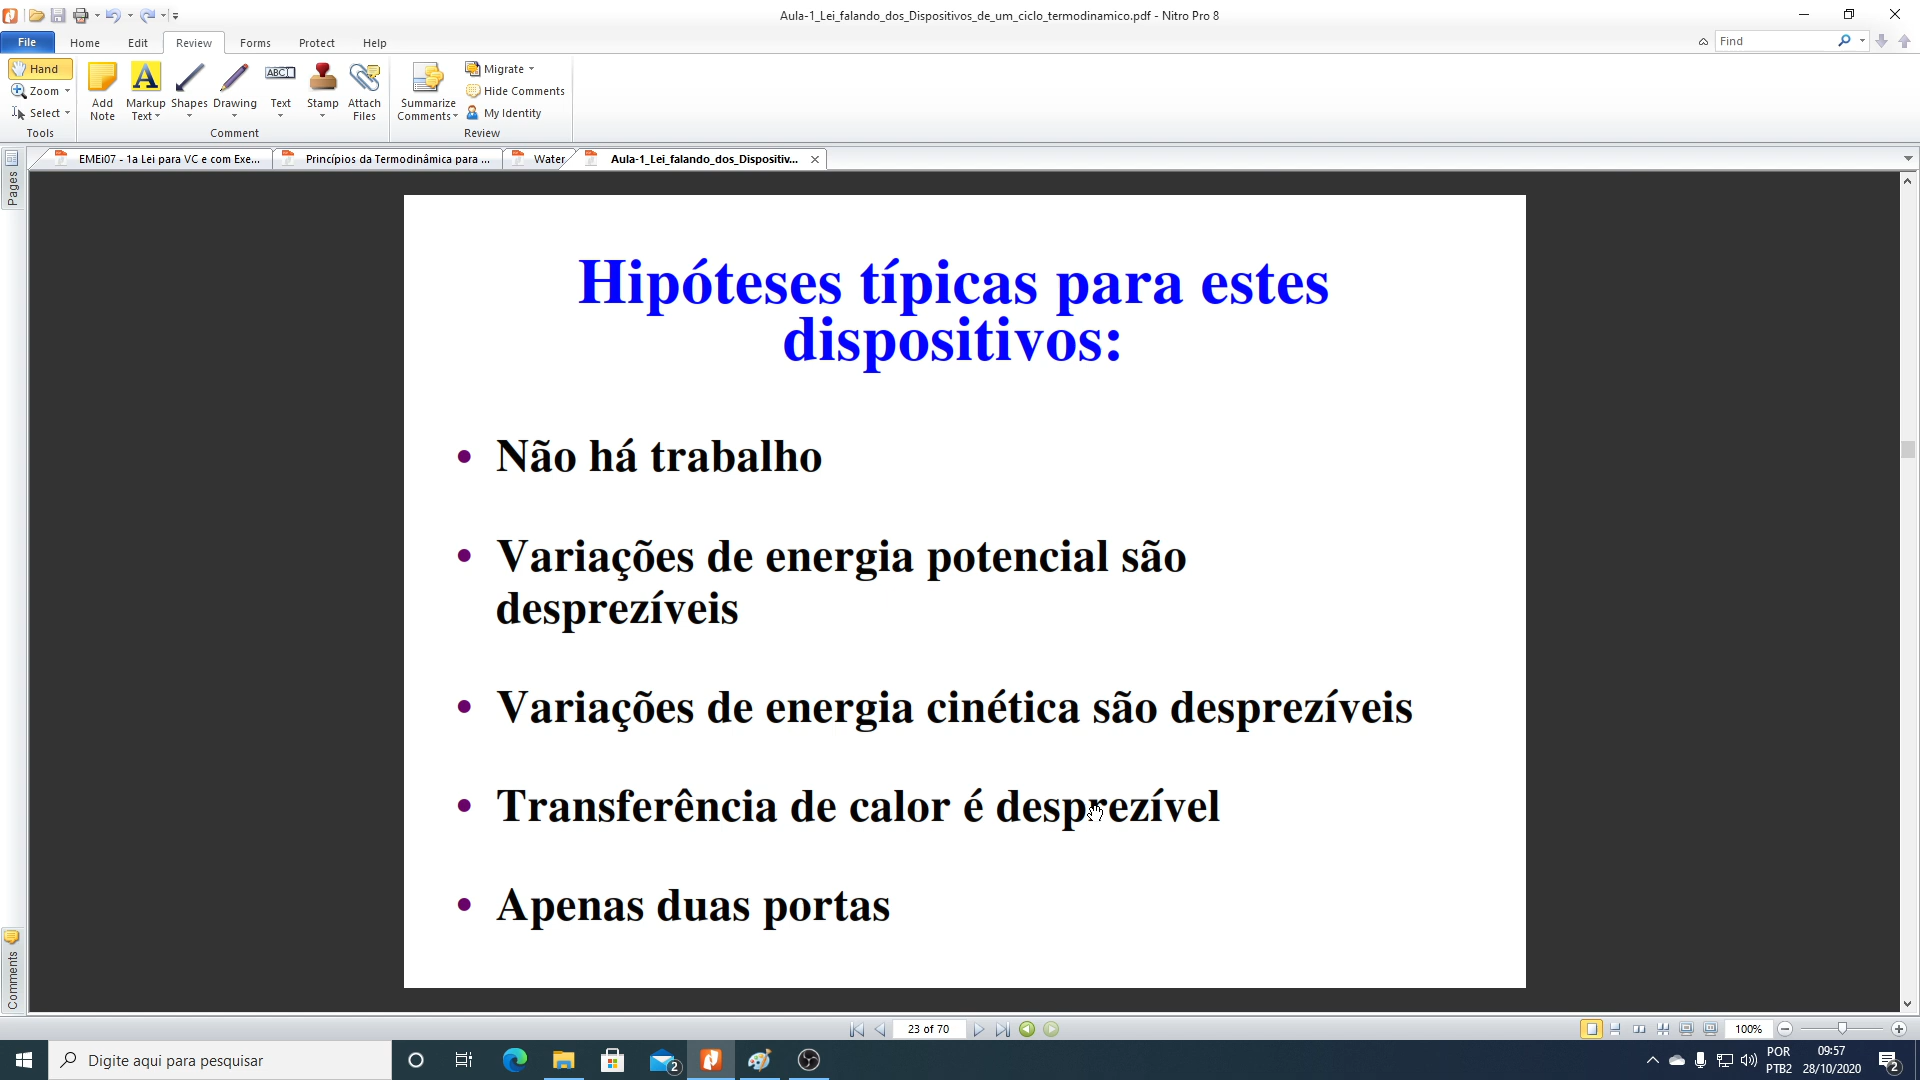 Aula-1_Lei_falando_dos_Dispositivos_de_um_ciclo_termodinamico.pdf - Nitro Pro 8
File Home Edit Review Forms Protect Help
Find
Hand
Zoom
Select
Tools
Add Note
Markup Text
Shapes
Drawing
ABC
Text
Stamp
Attach Files
Comment
Summarize Comments
Migrate
Hide Comments
My Identity
Review
EMEi07 - 1a Lei para VC e com Exe...
Princípios da Termodinâmica para ...
Water
Aula-1_Lei_falando_dos_Dispositiv...
Pages
Hipóteses típicas para estes
dispositivos:
• Não há trabalho
• Variações de energia potencial são
desprezíveis
• Variações de energia cinética são desprezíveis
• Transferência de calor é desprezível
• Apenas duas portas
Comments
23 of 70
100%
Digite aqui para pesquisar
2
POR
PTB2
09:57
28/10/2020
2